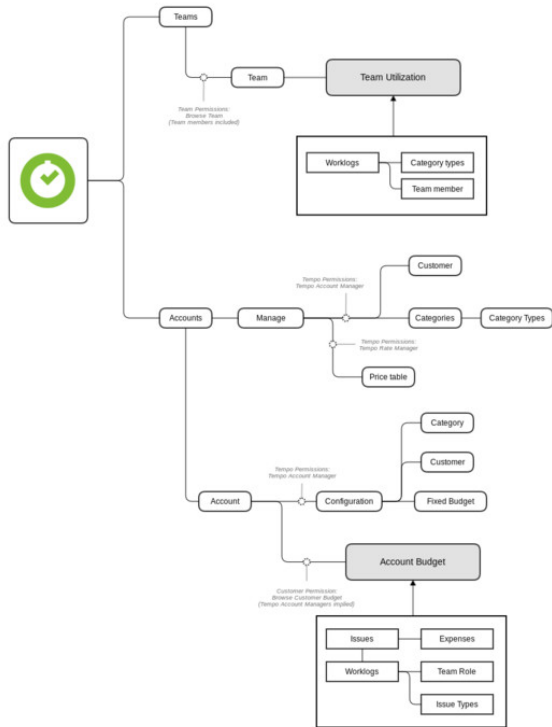 Teams
Team
Team Utilization
Team Permissions:
Browse Team
(Team members included)
Worklogs
Category types
Team member
Customer
Tempo Permissions:
Tempo Account Manager
Accounts
Manage
Categories
Category Types
Tempo Permissions:
Tempo Rate Manager
Price table
Category
Customer
Tempo Permissions:
Tempo Account Manager
Account
Configuration
Fixed Budget
Account Budget
Customer Permission:
Browse Customer Budget
(Tempo Account Managers implied)
Issues
Expenses
Worklogs
Team Role
Issue Types